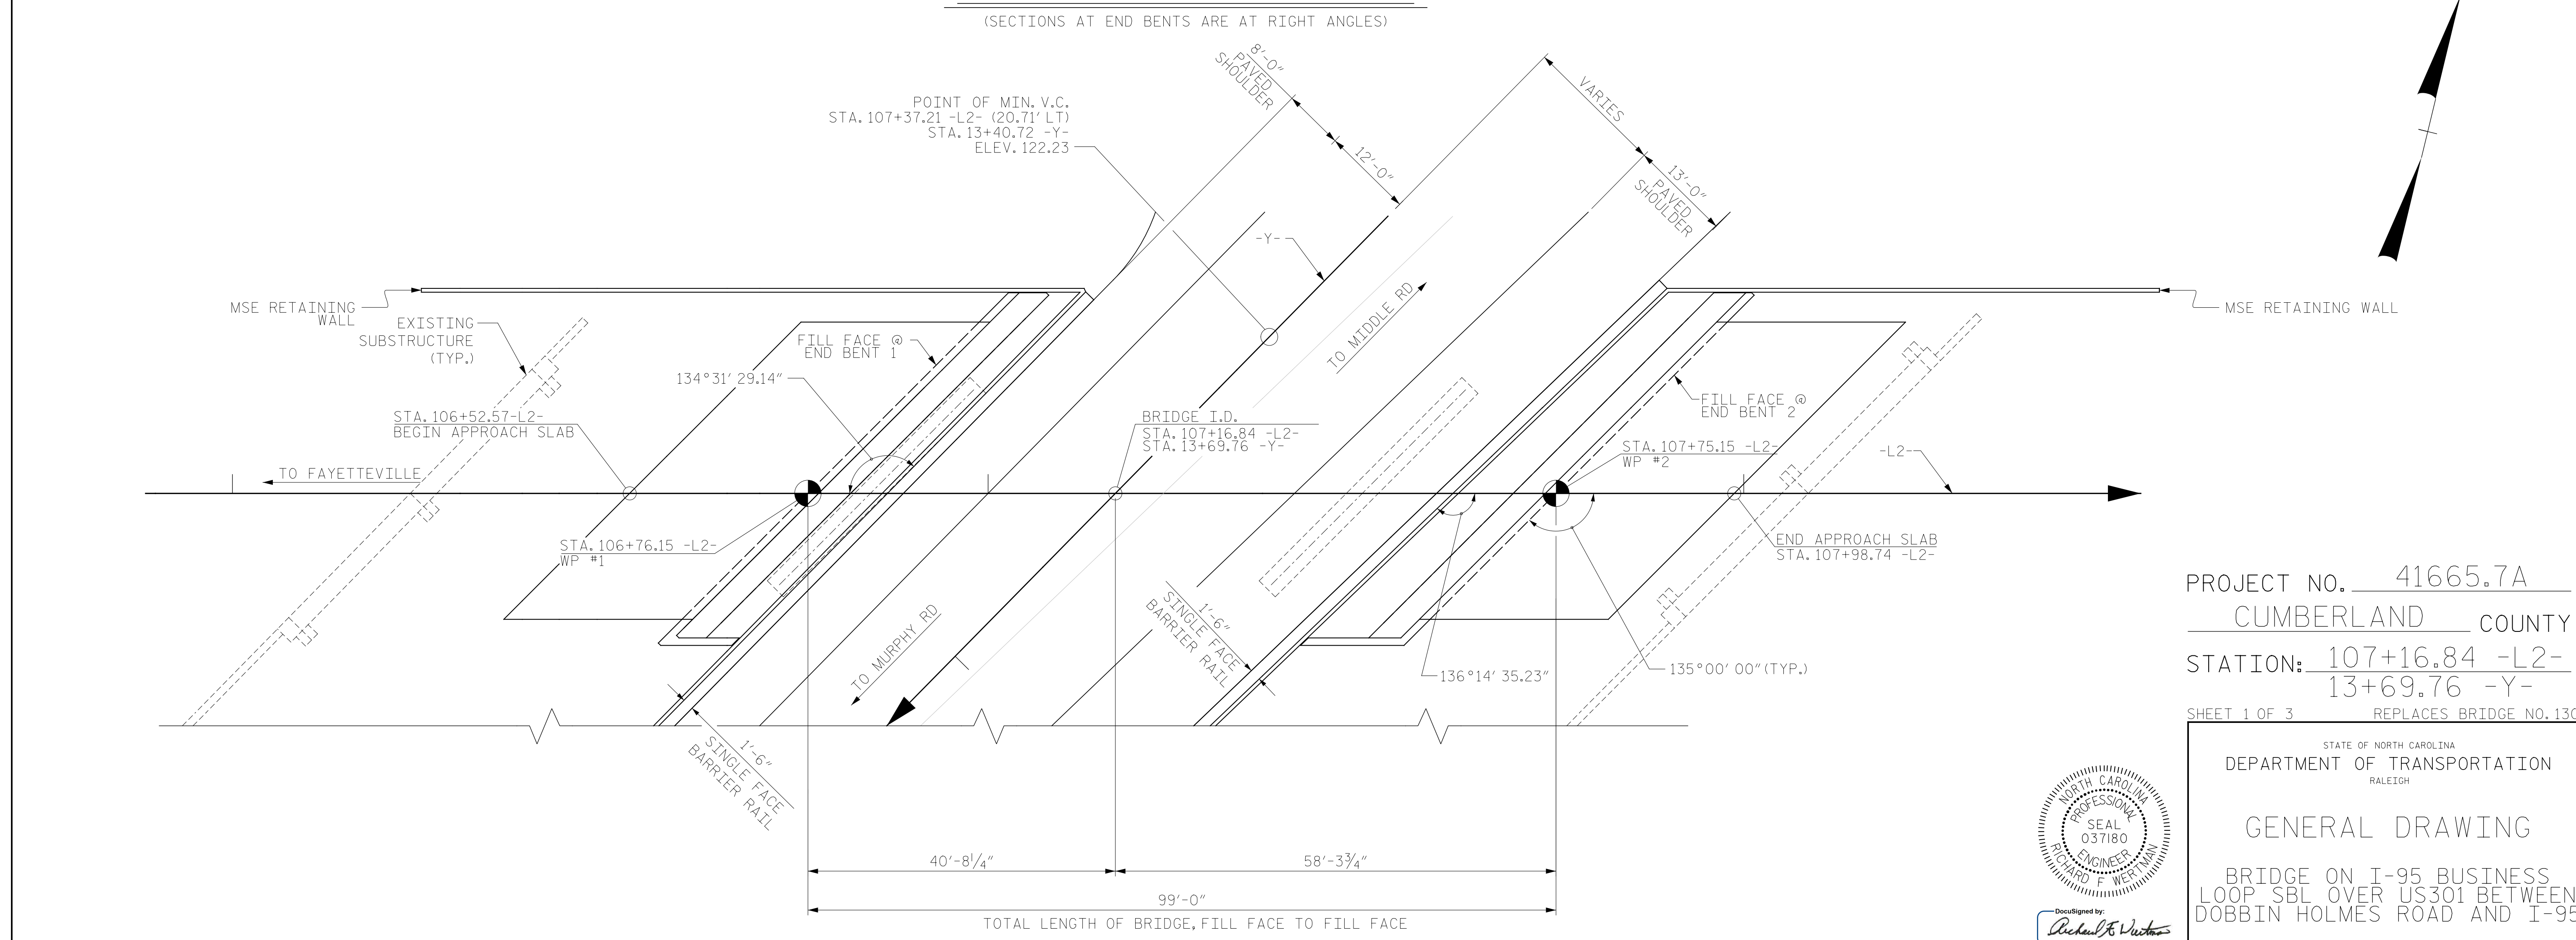 (SECTIONS AT END BENTS ARE AT RIGHT ANGLES)
8'-0"
PAVED
SHOULDER
12'-0"
VARIES
13'-0"
PAVED
SHOULDER
POINT OF MIN. V.C.
STA. 107+37.21 -L2- (20.71' LT)
STA. 13+40.72 -Y-
ELEV. 122.23
-Y-
TO MIDDLE RD
MSE RETAINING
WALL
EXISTING
SUBSTRUCTURE
(TYP.)
FILL FACE @
END BENT 1
134°31' 29.14"
MSE RETAINING WALL
FILL FACE @
END BENT 2
STA. 106+52.57-L2-
BEGIN APPROACH SLAB
BRIDGE I.D.
STA. 107+16.84 -L2-
STA. 13+69.76 -Y-
STA. 107+75.15 -L2-
WP #2
-L2-
TO FAYETTEVILLE
STA. 106+76.15 -L2-
WP #1
END APPROACH SLAB
STA. 107+98.74 -L2-
TO MURPHY RD
1'-6"
SINGLE FACE
BARRIER RAIL
136°14' 35.23"
135°00' 00"(TYP.)
1'-6"
SINGLE FACE
BARRIER RAIL
40'-8 1/4"
58'-3 3/4"
99'-0"
TOTAL LENGTH OF BRIDGE, FILL FACE TO FILL FACE
PROJECT NO. 41665.7A
CUMBERLAND COUNTY
STATION: 107+16.84 -L2-
13+69.76 -Y-
SHEET 1 OF 3 REPLACES BRIDGE NO. 130
STATE OF NORTH CAROLINA
DEPARTMENT OF TRANSPORTATION
RALEIGH
GENERAL DRAWING
BRIDGE ON I-95 BUSINESS
LOOP SBL OVER US301 BETWEEN
DOBBIN HOLMES ROAD AND I-95
NORTH CAROLINA
PROFESSIONAL
SEAL
037180
ENGINEER
RICHARD F WERTMAN
DocuSigned by:
Richard F Wertman